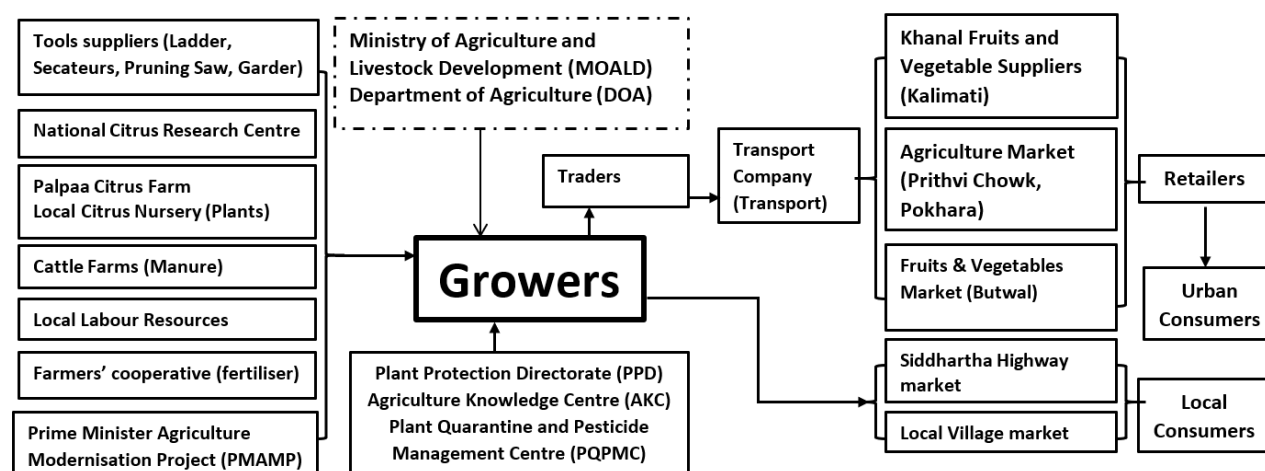 Tools suppliers (Ladder,
Secateurs, Pruning Saw, Garder)
National Citrus Research Centre
Palpaa Citrus Farm
Local Citrus Nursery (Plants)
Cattle Farms (Manure)
Local Labour Resources
Farmers' cooperative (fertiliser)
Prime Minister Agriculture
Modernisation Project (PMAMP)
Ministry of Agriculture and
Livestock Development (MOALD)
Department of Agriculture (DOA)
Growers
Plant Protection Directorate (PPD)
Agriculture Knowledge Centre (AKC)
Plant Quarantine and Pesticide
Management Centre (PQPMC)
Traders
Transport
Company
(Transport)
Khanal Fruits and
Vegetable Suppliers
(Kalimati)
Agriculture Market
(Prithvi Chowk,
Pokhara)
Fruits & Vegetables
Market (Butwal)
Siddhartha Highway
market
Local Village market
Retailers
Urban
Consumers
Local
Consumers